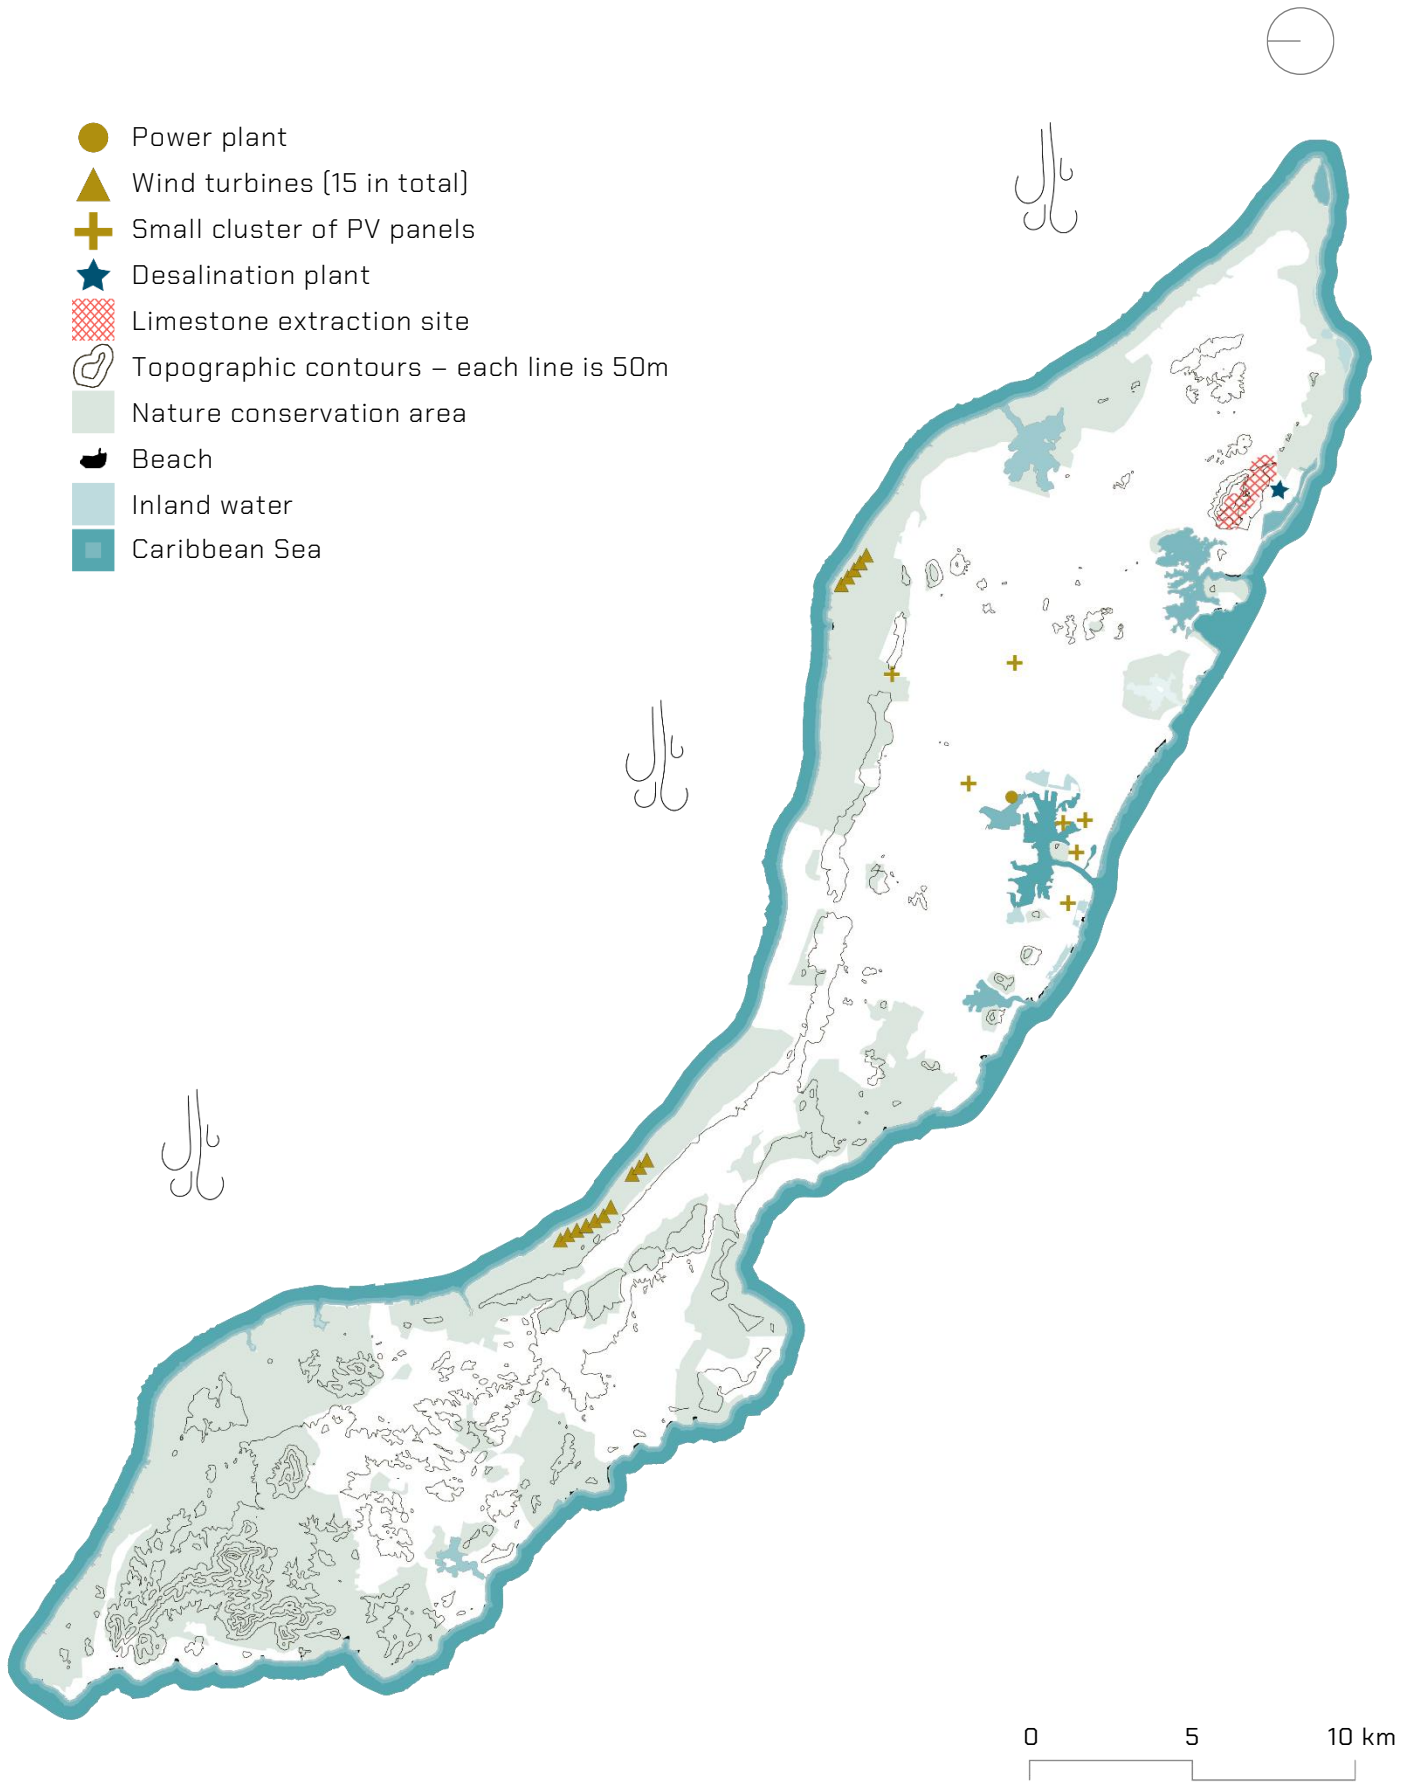 Power plant
Wind turbines (15 in total)
Small cluster of PV panels
Desalination plant
Limestone extraction site
Topographic contours – each line is 50m
Nature conservation area
Beach
Inland water
Caribbean Sea
0 5 10 km